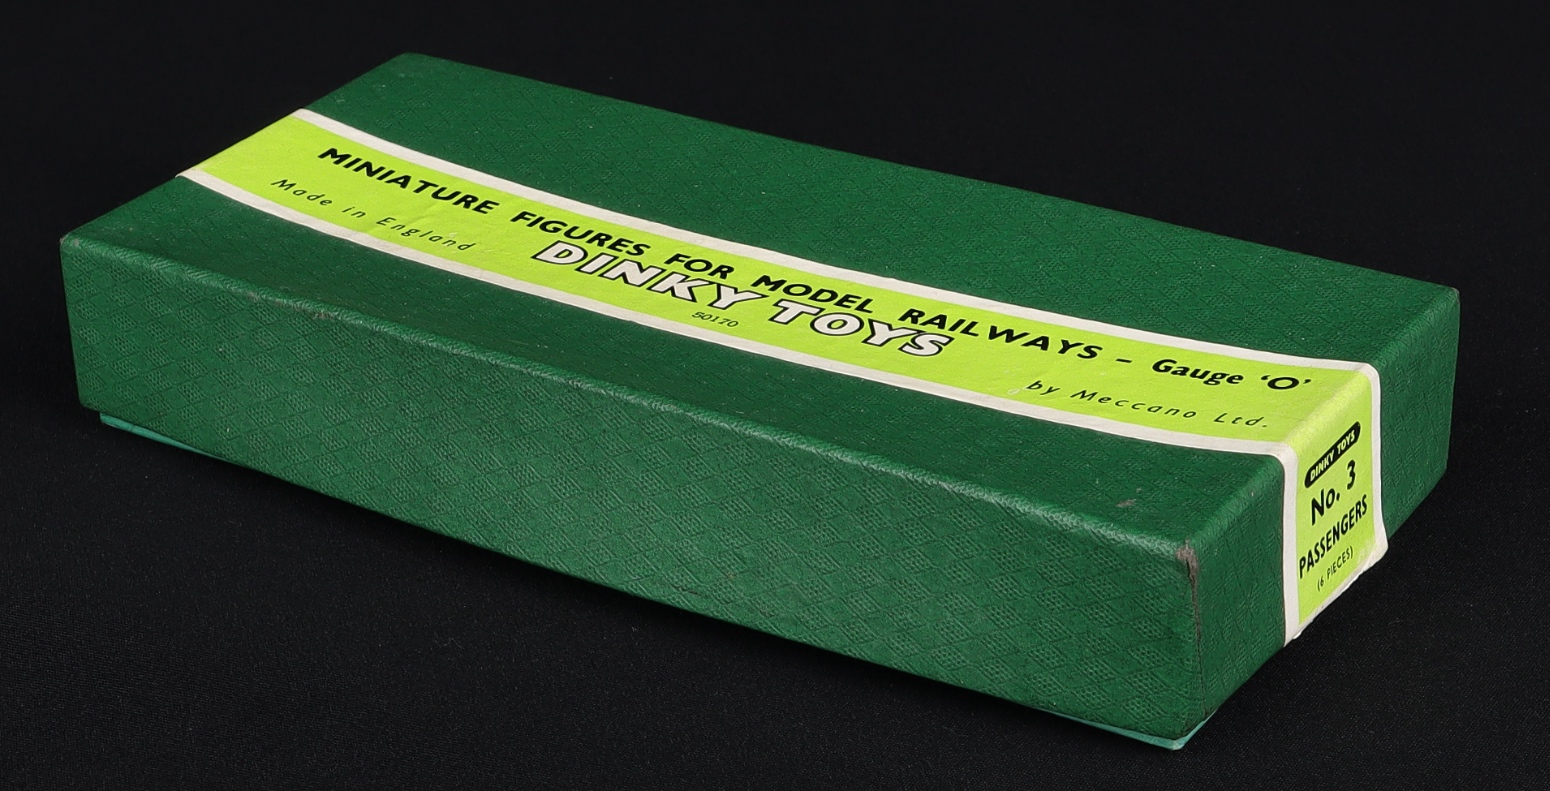 MINIATURE FIGURES FOR MODEL RAILWAYS – Gauge 'O'
Made in England
DINKY TOYS
50170
by Meccano Ltd.
DINKY TOYS
No. 3
PASSENGERS
(6 PIECES)